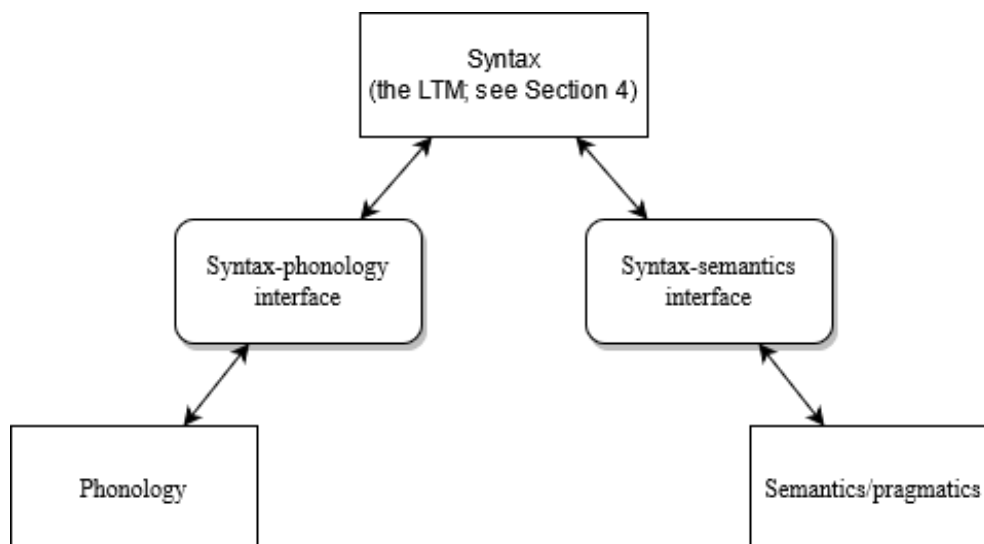 Syntax
(the LTM; see Section 4)
Syntax-phonology
interface
Syntax-semantics
interface
Phonology
Semantics/pragmatics